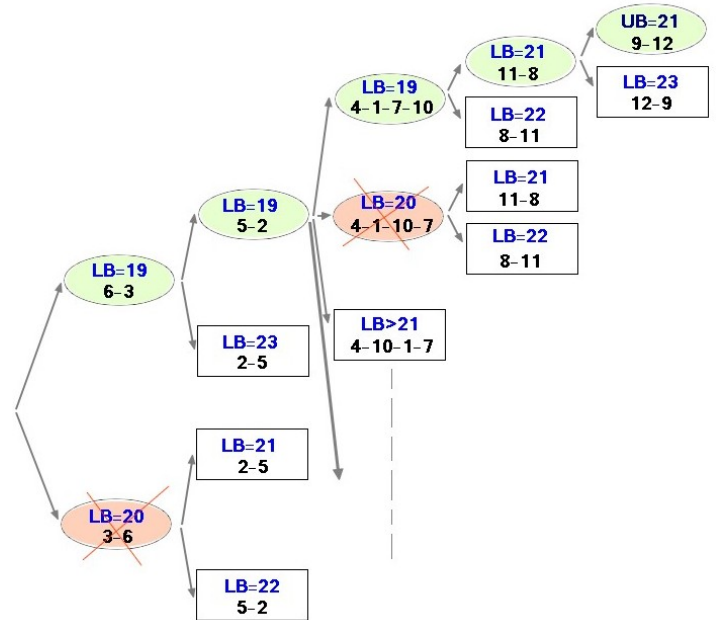 UB=21
9-12
LB=21
11-8
LB=23
12-9
LB=19
4-1-7-10
LB=22
8-11
LB=21
11-8
LB=20
4-1-10-7
LB=22
8-11
LB=19
5-2
LB=19
6-3
LB>21
4-10-1-7
LB=23
2-5
LB=21
2-5
LB=20
3-6
LB=22
5-2